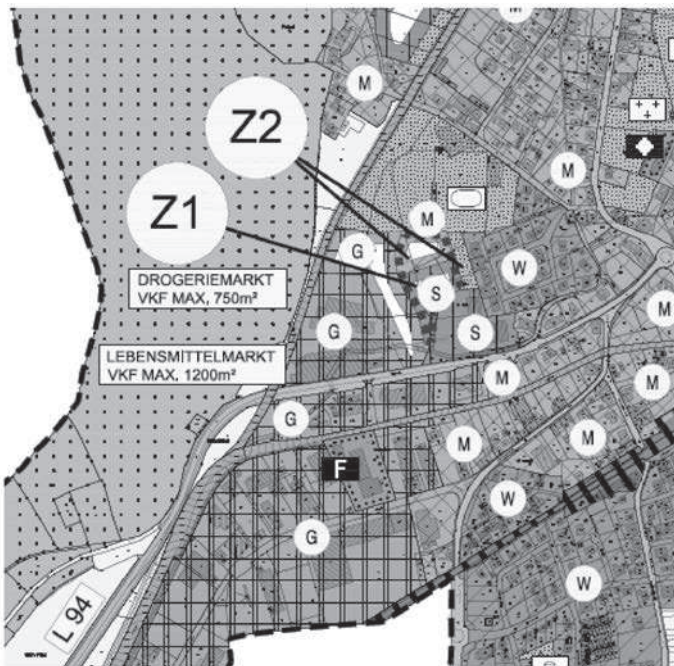 M
M
Z2
M
M
Z1
M
G
W
DROGERIEMARKT
VKF MAX, 750m²
S
M
G
S
LEBENSMITTELMARKT
VKF MAX, 1200m²
M
M
G
M
M
F
W
G
W
L 94